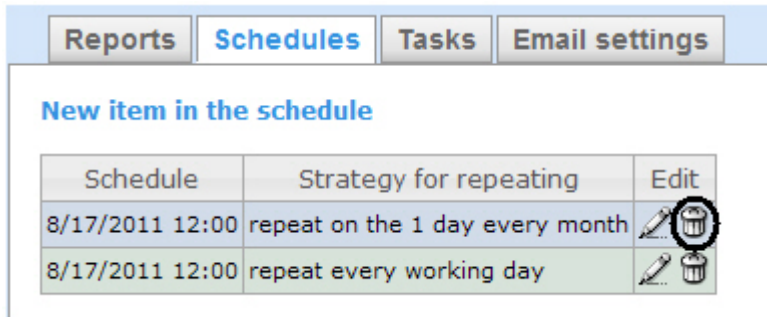 Reports Schedules Tasks Email settings
New item in the schedule
Schedule Strategy for repeating Edit
8/17/2011 12:00 repeat on the 1 day every month
8/17/2011 12:00 repeat every working day